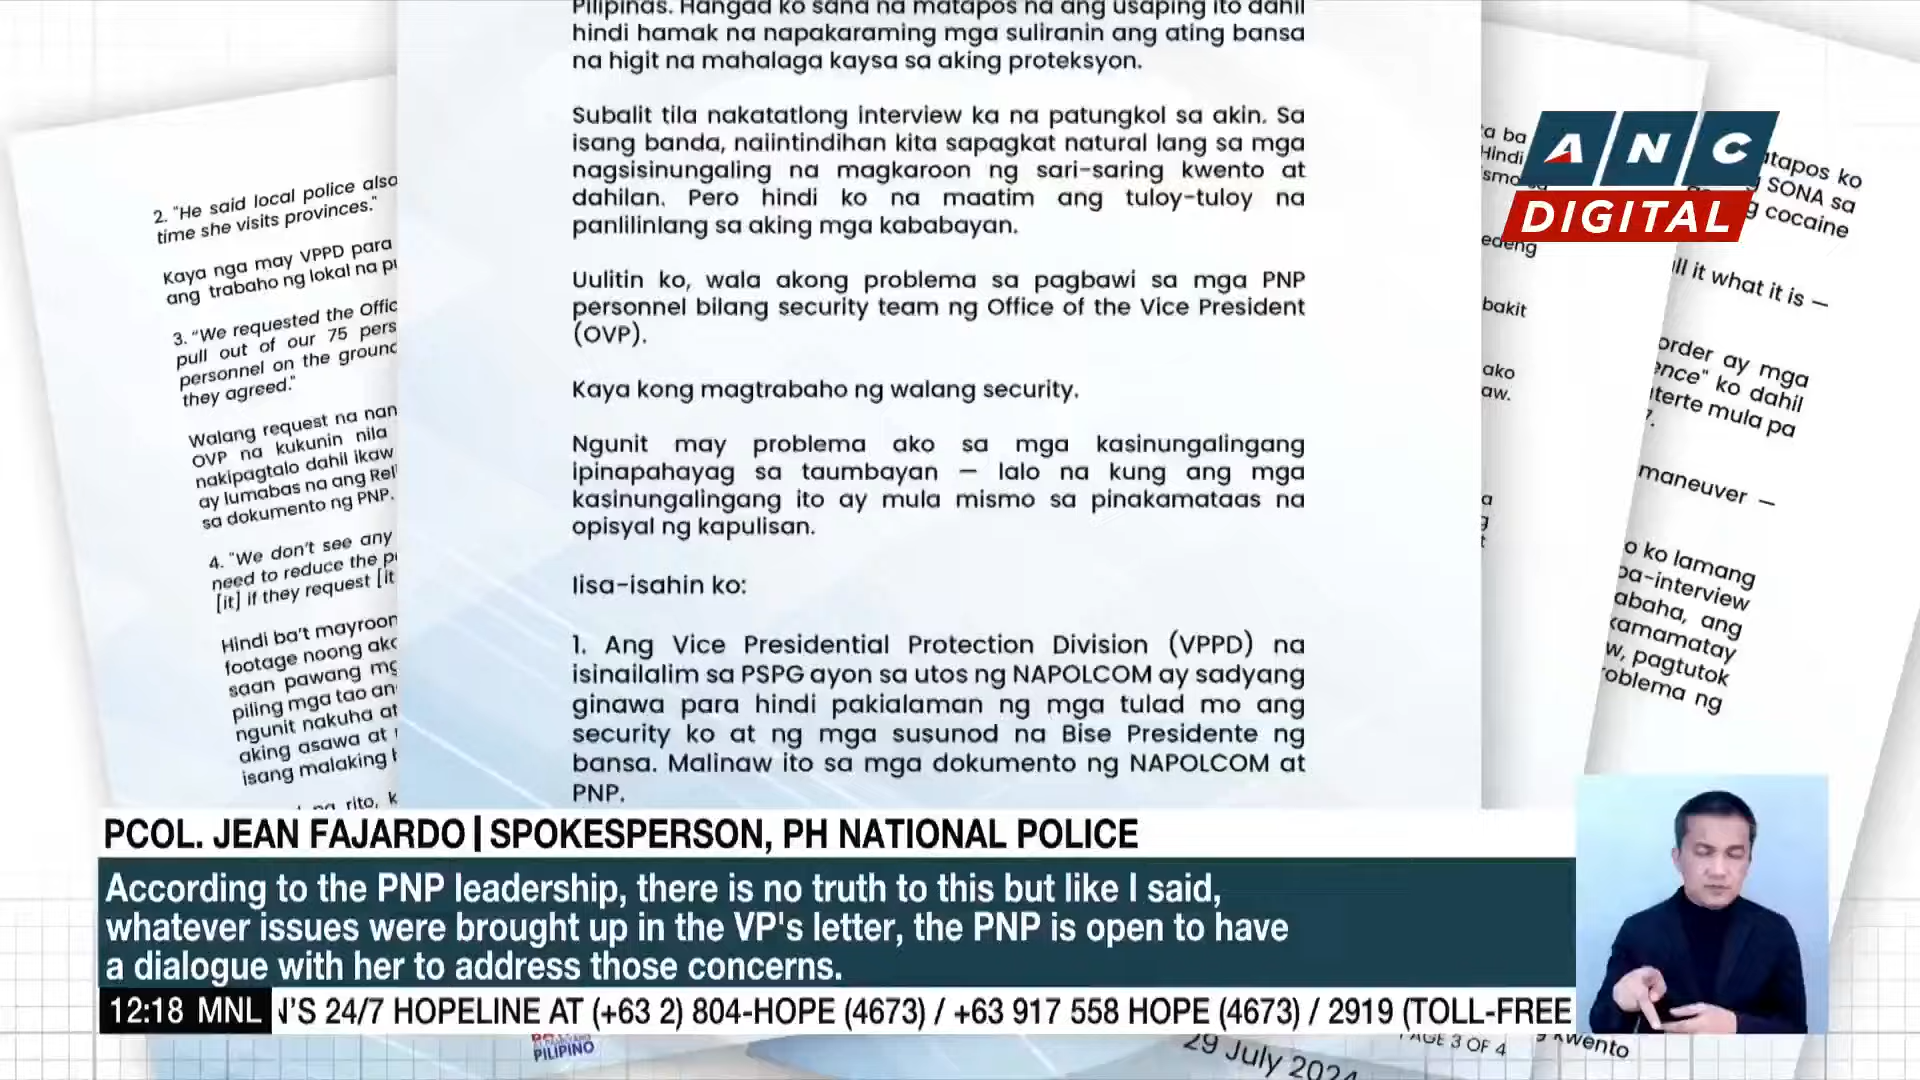 Pilipinas. Hangad ko sana na matapos na ang usaping ito dahil
hindi hamak na napakaraming mga suliranin ang ating bansa
na higit na mahalaga kaysa sa aking proteksyon.
Subalit tila nakatatlong interview ka na patungkol sa akin. Sa
isang banda, naiintindihan kita sapagkat natural lang sa mga
nagsisinungaling na magkaroon ng sari-saring kwento at
dahilan. Pero hindi ko na maatim ang tuloy-tuloy na
panlilinlang sa aking mga kababayan.
Uulitin ko, wala akong problema sa pagbawi sa mga PNP
personnel bilang security team ng Office of the Vice President
(OVP).
Kaya kong magtrabaho ng walang security.
Ngunit may problema ako sa mga kasinungalingang
ipinapahayag sa taumbayan — lalo na kung ang mga
kasinungalingang ito ay mula mismo sa pinakamataas na
opisyal ng kapulisan.
Iisa-isahin ko:
1. Ang Vice Presidential Protection Division (VPPD) na
isinailalim sa PSPG ayon sa utos ng NAPOLCOM ay sadyang
ginawa para hindi pakialaman ng mga tulad mo ang
security ko at ng mga susunod na Bise Presidente ng
bansa. Malinaw ito sa mga dokumento ng NAPOLCOM at
PNP.
2. "He said local police also
time she visits provinces."
Kaya nga may VPPD para
ang trabaho ng lokal na
3. "We requested the
pull out of our 75
personnel on the ground
they agreed."
Walang request na
OVP na kukunin nila
nakipagtalo dahil ikaw
ay lumabas na ang
sa dokumento ng PNP.
4. "We don't see any
need to reduce the
[it] if they request [it
Hindi ba't mayroon
footage noong
saan pawang
piling mga tao
ngunit nakuha at
aking asawa at
isang malaking
rito,
ba
Hindi
bakit
ako
ko
SONA sa
cocaine
it what it is —
order ay mga
ko dahil
mula pa
maneuver —
ko lamang
ang
pagtutok
ng
ANC
DIGITAL
PCOL. JEAN FAJARDO | SPOKESPERSON, PH NATIONAL POLICE
According to the PNP leadership, there is no truth to this but like I said,
whatever issues were brought up in the VP's letter, the PNP is open to have
a dialogue with her to address those concerns.
12:18 MNL 'S 24/7 HOPELINE AT (+63 2) 804-HOPE (4673) / +63 917 558 HOPE (4673) / 2919 (TOLL-FREE
PILIPINO
29 July 2024
PAGE 3 OF 4
kwento